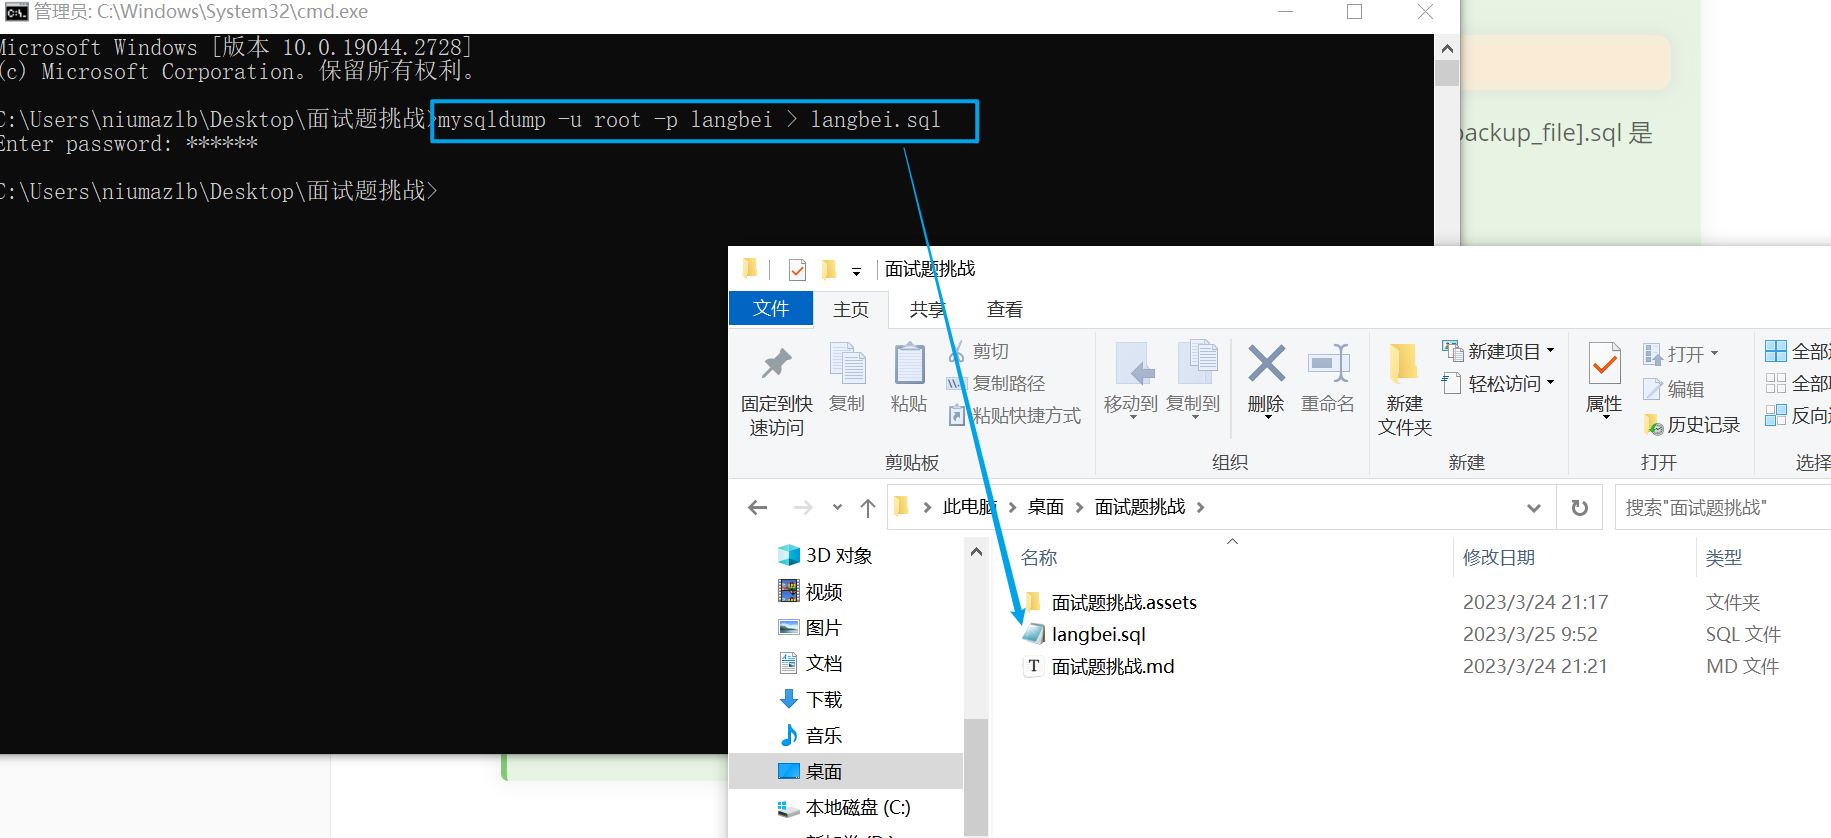 管理员: C:\Windows\System32\cmd.exe
Microsoft Windows [版本 10.0.19044.2728]
(c) Microsoft Corporation。保留所有权利。
C:\Users\niumazlb\Desktop\面试题挑战>mysqldump -u root -p langbei > langbei.sql
Enter password: ******
C:\Users\niumazlb\Desktop\面试题挑战>
backup_file].sql 是
面试题挑战
文件 主页 共享 查看
固定到快速访问
复制
粘贴
剪切
复制路径
粘贴快捷方式
剪贴板
移动到
复制到
删除
重命名
组织
新建文件夹
新建项目
轻松访问
新建
属性
打开
编辑
历史记录
打开
全部
全部
反向
选择
此电脑 > 桌面 > 面试题挑战 >
搜索"面试题挑战"
3D 对象
视频
图片
文档
下载
音乐
桌面
本地磁盘 (C:)
名称 修改日期 类型
面试题挑战.assets 2023/3/24 21:17 文件夹
langbei.sql 2023/3/25 9:52 SQL 文件
面试题挑战.md 2023/3/24 21:21 MD 文件